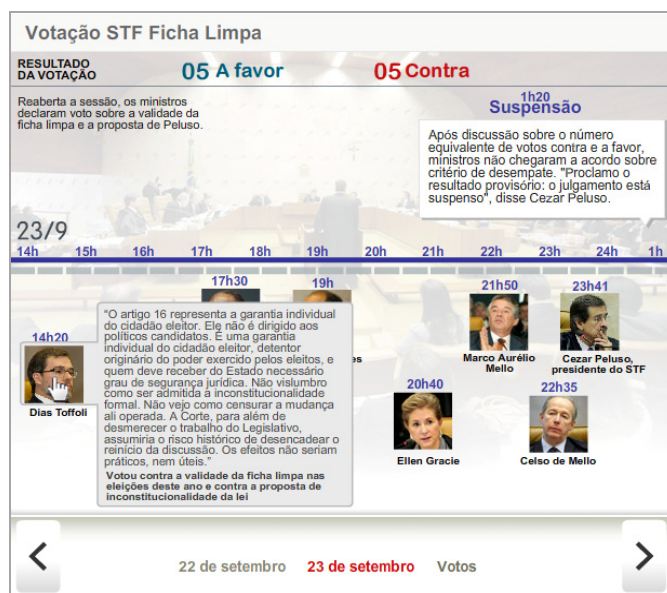 Votação STF Ficha Limpa
RESULTADO
DA VOTAÇÃO
05 A favor
05 Contra
Reaberta a sessão, os ministros
declaram voto sobre a validade da
ficha limpa e a proposta de Peluso.
1h20
Suspensão
Após discussão sobre o número
equivalente de votos contra e a favor,
ministros não chegaram a acordo sobre
critério de desempate. "Proclamo o
resultado provisório: o julgamento está
suspenso", disse Cezar Peluso.
23/9
14h 15h 16h 17h 18h 19h 20h 21h 22h 23h 24h 1h
17h30
19h
21h50
23h41
14h20
"O artigo 16 representa a garantia individual
do cidadão eleitor. Ele não é dirigido aos
políticos candidatos. É uma garantia
individual do cidadão eleitor, detentor
originário do poder exercido pelos eleitos, e
quem deve receber do Estado necessário
grau de segurança jurídica. Não vislumbro
como ser admitida a inconstitucionalidade
formal. Não vejo como censurar a mudança
ali operada. A Corte, para além de
desmerecer o trabalho do Legislativo,
assumiria o risco histórico de desencadear o
reinício da discussão. Os efeitos não seriam
práticos, nem úteis."
Votou contra a validade da ficha limpa nas
eleições deste ano e contra a proposta de
inconstitucionalidade da lei
Dias Toffoli
es
Marco Aurélio
Mello
Cezar Peluso,
presidente do STF
20h40
22h35
Ellen Gracie
Celso de Mello
22 de setembro 23 de setembro Votos